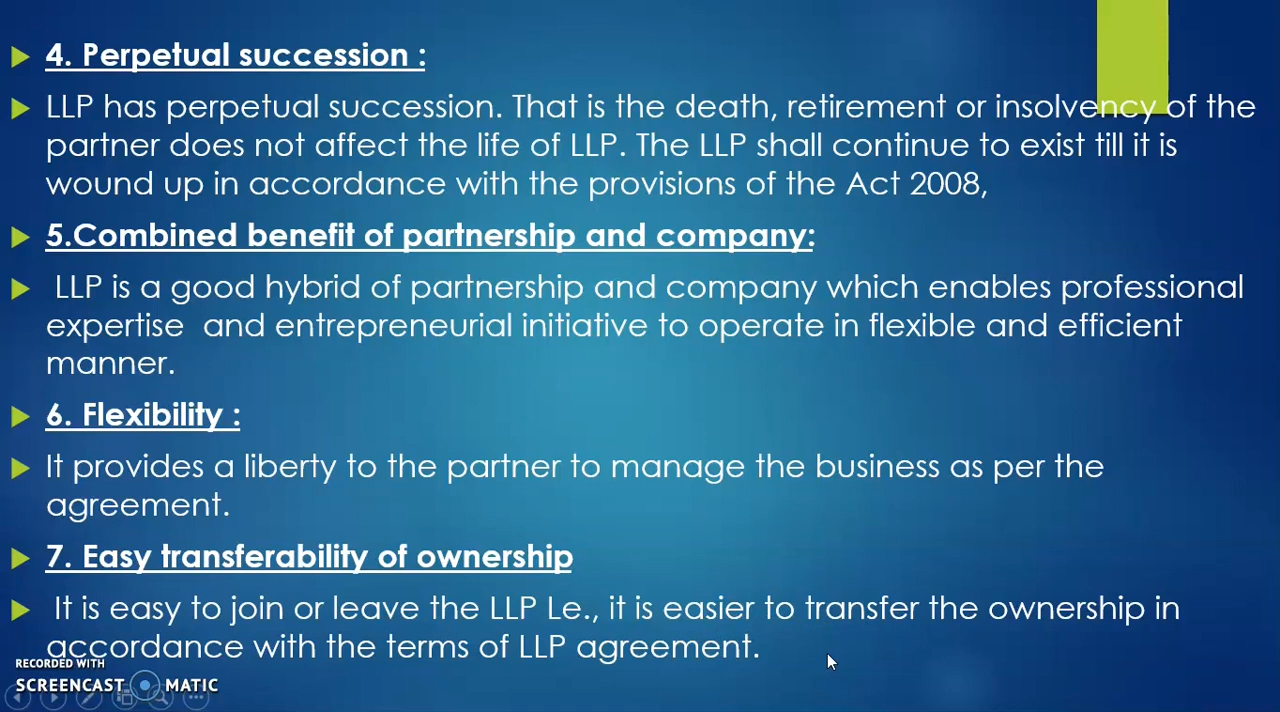 4. Perpetual succession :
LLP has perpetual succession. That is the death, retirement or insolvency of the
partner does not affect the life of LLP. The LLP shall continue to exist till it is
wound up in accordance with the provisions of the Act 2008,
5.Combined benefit of partnership and company:
LLP is a good hybrid of partnership and company which enables professional
expertise and entrepreneurial initiative to operate in flexible and efficient
manner.
6. Flexibility :
It provides a liberty to the partner to manage the business as per the
agreement.
7. Easy transferability of ownership
It is easy to join or leave the LLP Le., it is easier to transfer the ownership in
accordance with the terms of LLP agreement.
RECORDED WITH
SCREENCAST MATIC